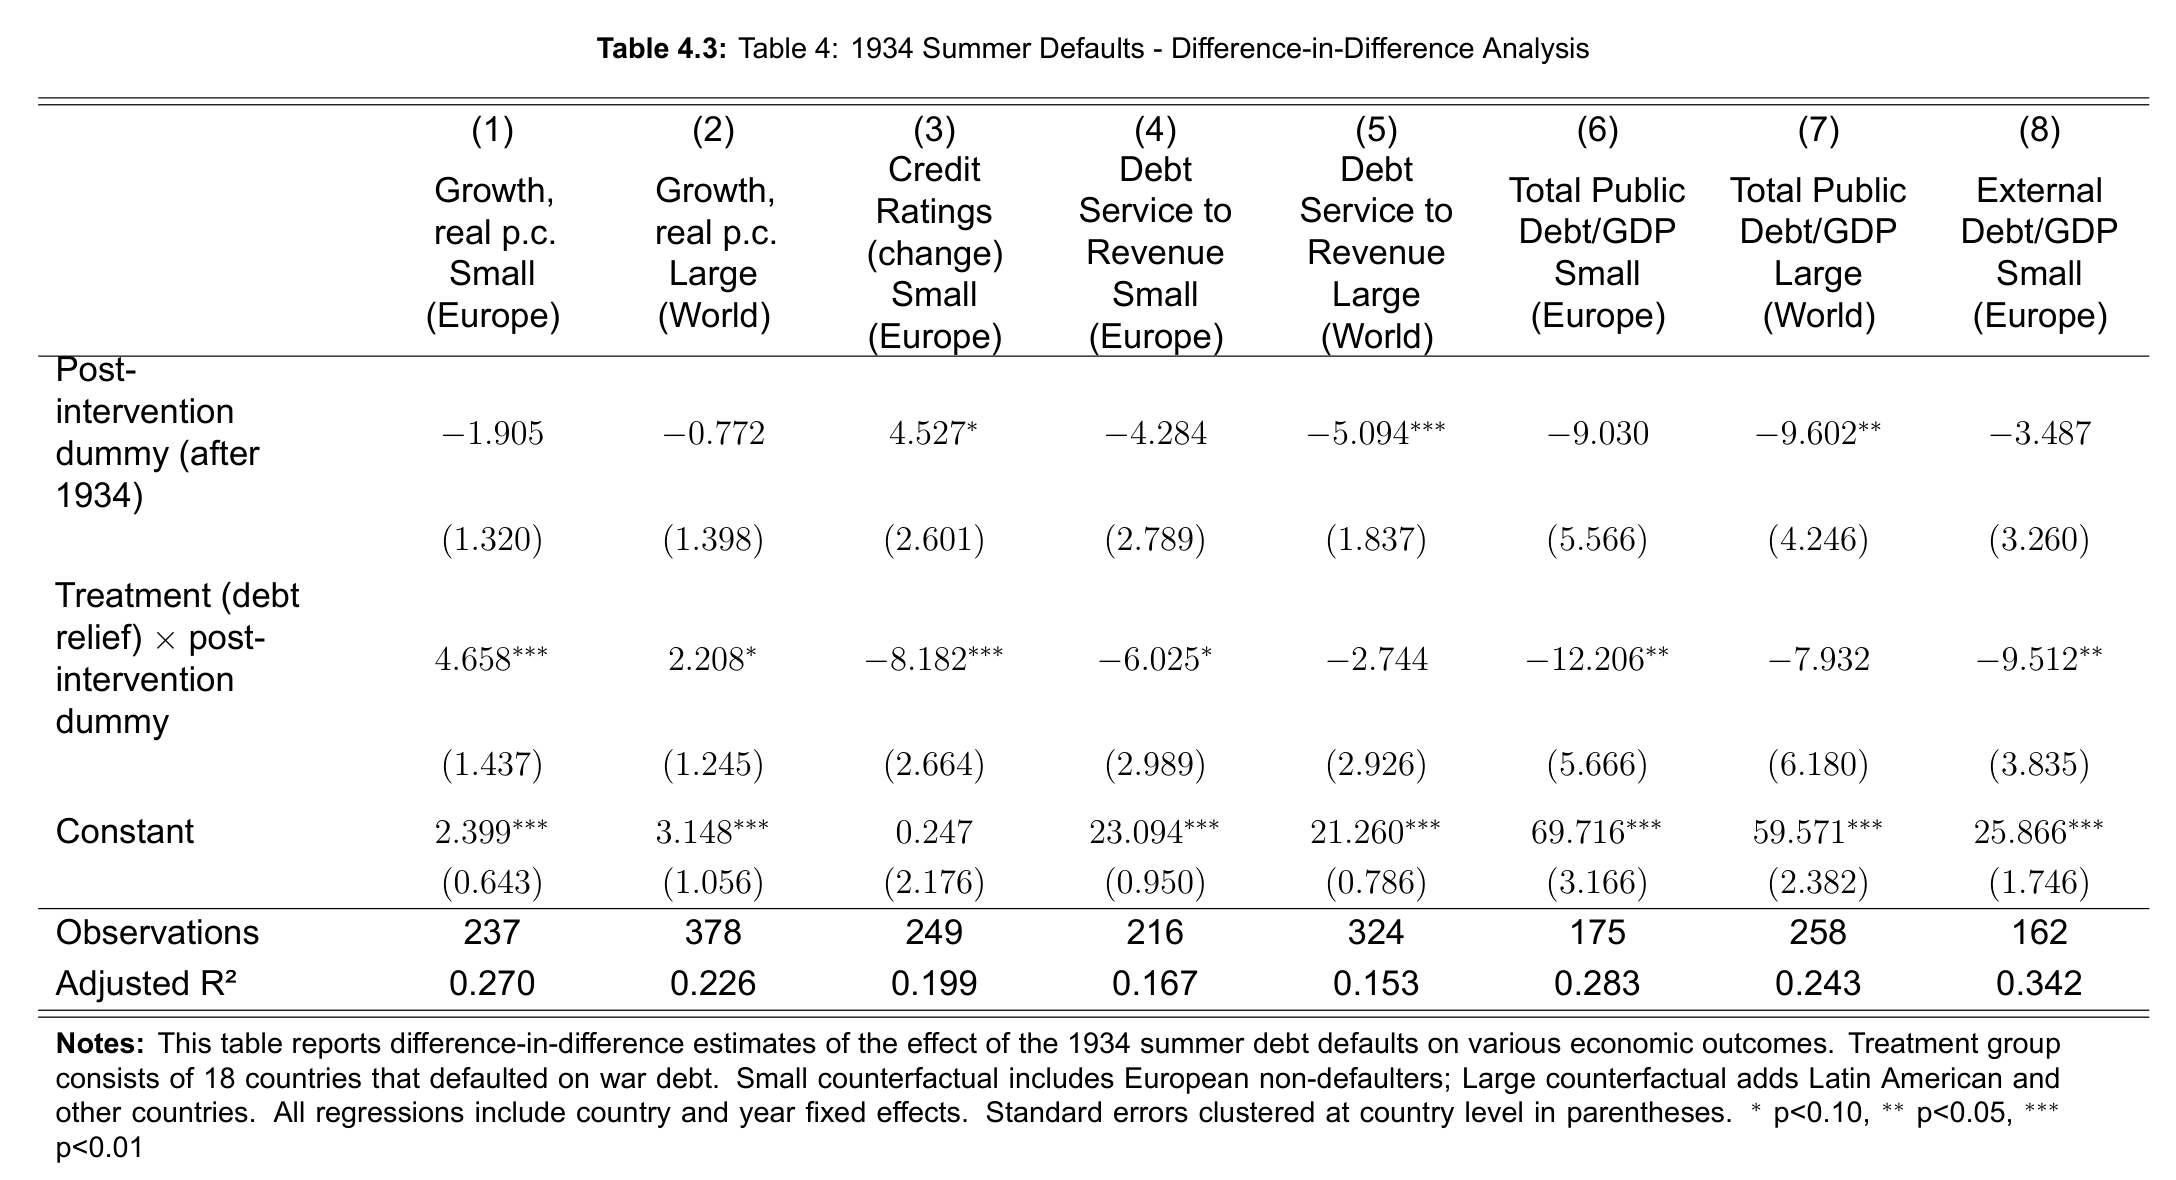 Table 4.3: Table 4: 1934 Summer Defaults - Difference-in-Difference Analysis
(1) (2) (3) (4) (5) (6) (7) (8)
Growth, real p.c. Small (Europe) Growth, real p.c. Large (World) Credit Ratings (change) Small (Europe) Debt Service to Revenue Small (Europe) Debt Service to Revenue Large (World) Total Public Debt/GDP Small (Europe) Total Public Debt/GDP Large (World) External Debt/GDP Small (Europe)
Post-intervention dummy (after 1934) −1.905 −0.772 4.527* −4.284 −5.094*** −9.030 −9.602** −3.487
(1.320) (1.398) (2.601) (2.789) (1.837) (5.566) (4.246) (3.260)
Treatment (debt relief) × post-intervention dummy 4.658*** 2.208* −8.182*** −6.025* −2.744 −12.206** −7.932 −9.512**
(1.437) (1.245) (2.664) (2.989) (2.926) (5.666) (6.180) (3.835)
Constant 2.399*** 3.148*** 0.247 23.094*** 21.260*** 69.716*** 59.571*** 25.866***
(0.643) (1.056) (2.176) (0.950) (0.786) (3.166) (2.382) (1.746)
Observations 237 378 249 216 324 175 258 162
Adjusted R² 0.270 0.226 0.199 0.167 0.153 0.283 0.243 0.342
Notes: This table reports difference-in-difference estimates of the effect of the 1934 summer debt defaults on various economic outcomes. Treatment group
consists of 18 countries that defaulted on war debt. Small counterfactual includes European non-defaulters; Large counterfactual adds Latin American and
other countries. All regressions include country and year fixed effects. Standard errors clustered at country level in parentheses. * p<0.10, ** p<0.05, ***
p<0.01